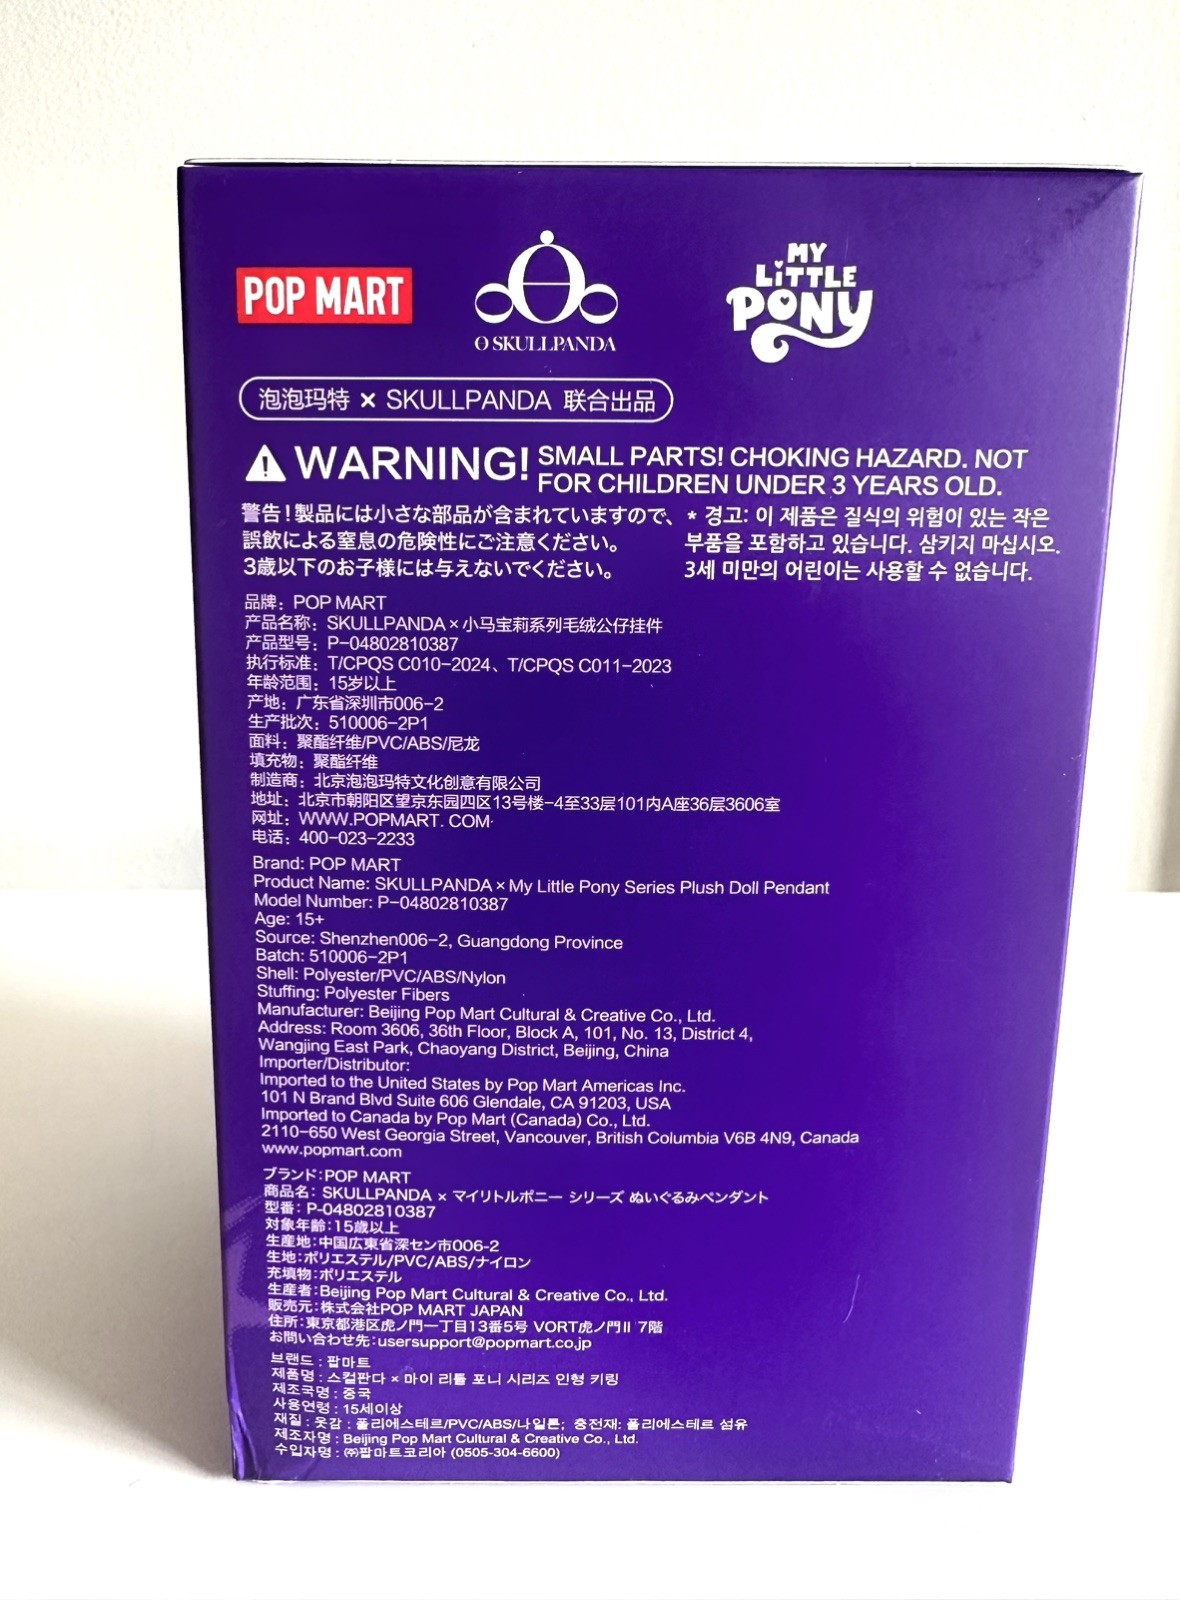 POP MART
O SKULLPANDA
MY
LITTLE
PONY
泡泡玛特 × SKULLPANDA 联合出品
WARNING! SMALL PARTS! CHOKING HAZARD. NOT
FOR CHILDREN UNDER 3 YEARS OLD.
警告!製品には小さな部品が含まれていますので、
誤飲による窒息の危険性にご注意ください。
3歳以下のお子様には与えないでください。
* 경고: 이 제품은 질식의 위험이 있는 작은
부품을 포함하고 있습니다. 삼키지 마십시오.
3세 미만의 어린이는 사용할 수 없습니다.
品牌: POP MART
产品名称: SKULLPANDA × 小马宝莉系列毛绒公仔挂件
产品型号: P-04802810387
执行标准: T/CPQS C010-2024、T/CPQS C011-2023
年龄范围: 15岁以上
产地: 广东省深圳市006-2
生产批次: 510006-2P1
面料: 聚酯纤维/PVC/ABS/尼龙
填充物: 聚酯纤维
制造商: 北京泡泡玛特文化创意有限公司
地址: 北京市朝阳区望京东园四区13号楼-4至33层101内A座36层3606室
网址: WWW.POPMART. COM
电话: 400-023-2233
Brand: POP MART
Product Name: SKULLPANDA × My Little Pony Series Plush Doll Pendant
Model Number: P-04802810387
Age: 15+
Source: Shenzhen006-2, Guangdong Province
Batch: 510006-2P1
Shell: Polyester/PVC/ABS/Nylon
Stuffing: Polyester Fibers
Manufacturer: Beijing Pop Mart Cultural & Creative Co., Ltd.
Address: Room 3606, 36th Floor, Block A, 101, No. 13, District 4,
Wangjing East Park, Chaoyang District, Beijing, China
Importer/Distributor:
Imported to the United States by Pop Mart Americas Inc.
101 N Brand Blvd Suite 606 Glendale, CA 91203, USA
Imported to Canada by Pop Mart (Canada) Co., Ltd.
2110-650 West Georgia Street, Vancouver, British Columbia V6B 4N9, Canada
www.popmart.com
ブランド:POP MART
商品名: SKULLPANDA × マイリトルポニー シリーズ ぬいぐるみペンダント
型番: P-04802810387
対象年齢:15歳以上
生産地:中国広東省深セン市006-2
生地:ポリエステル/PVC/ABS/ナイロン
充填物:ポリエステル
生産者:Beijing Pop Mart Cultural & Creative Co., Ltd.
販売元:株式会社POP MART JAPAN
住所:東京都港区虎ノ門一丁目13番5号 VORT虎ノ門II 7階
お問い合わせ先:usersupport@popmart.co.jp
브랜드 : 팝마트
제품명 : 스컬판다 × 마이 리틀 포니 시리즈 인형 키링
제조국명 : 중국
사용연령 : 15세이상
재질 : 옷감 : 폴리에스테르/PVC/ABS/나일론; 충전재: 폴리에스테르 섬유
제조자명 : Beijing Pop Mart Cultural & Creative Co., Ltd.
수입자명 : ㈜팝마트코리아 (0505-304-6600)